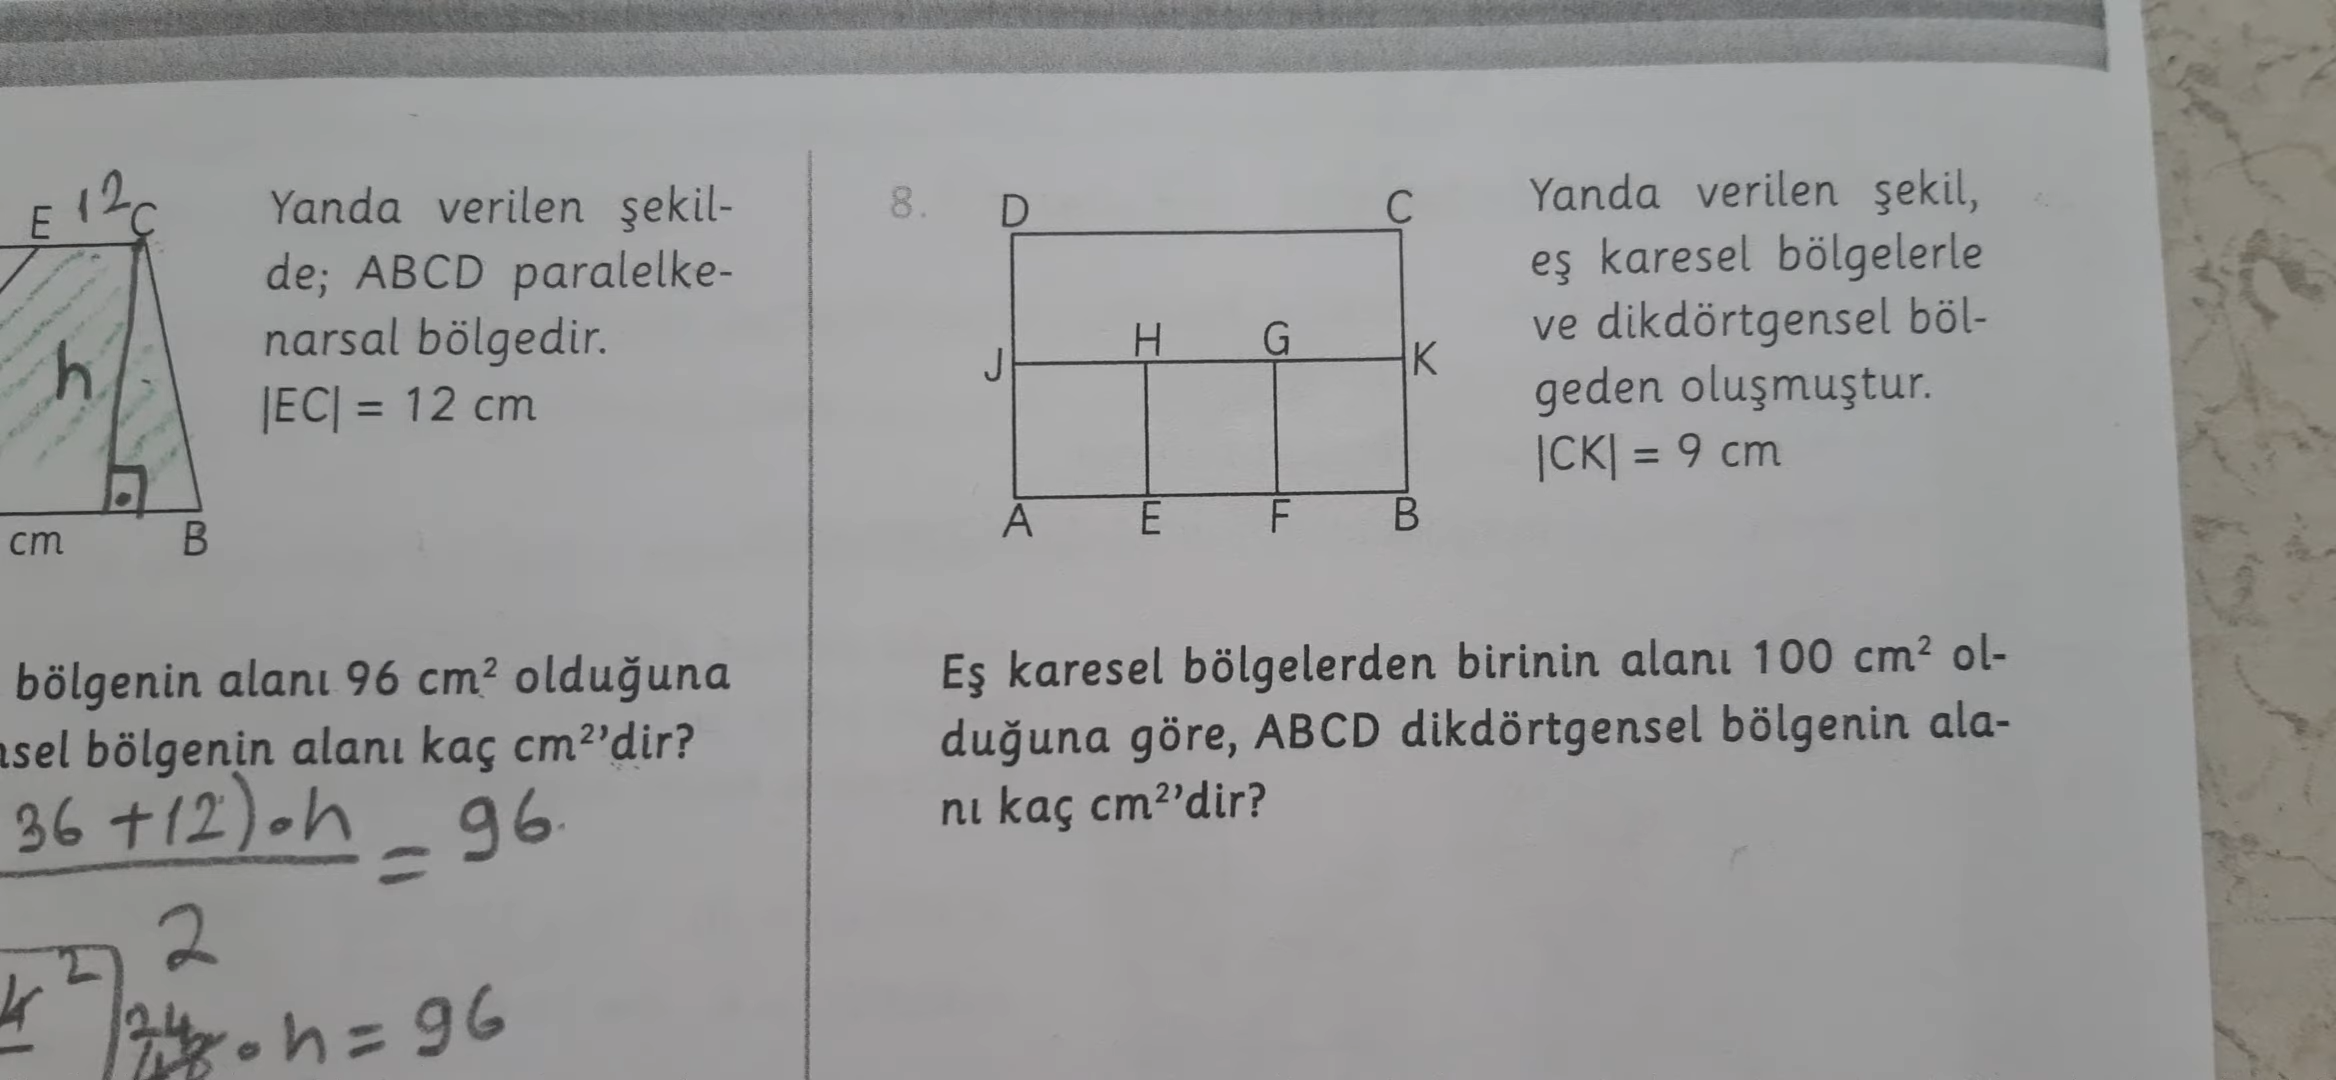 E 12 C
h
cm B
Yanda verilen şekil-
de; ABCD paralelke-
narsal bölgedir.
|EC| = 12 cm
bölgenin alanı 96 cm² olduğuna
sel bölgenin alanı kaç cm²'dir?
36 + 12) • h = 96
2
• h = 96
8.
D C
H G
J K
A E F B
Yanda verilen şekil,
eş karesel bölgelerle
ve dikdörtgensel böl-
geden oluşmuştur.
|CK| = 9 cm
Eş karesel bölgelerden birinin alanı 100 cm² ol-
duğuna göre, ABCD dikdörtgensel bölgenin ala-
nı kaç cm²'dir?